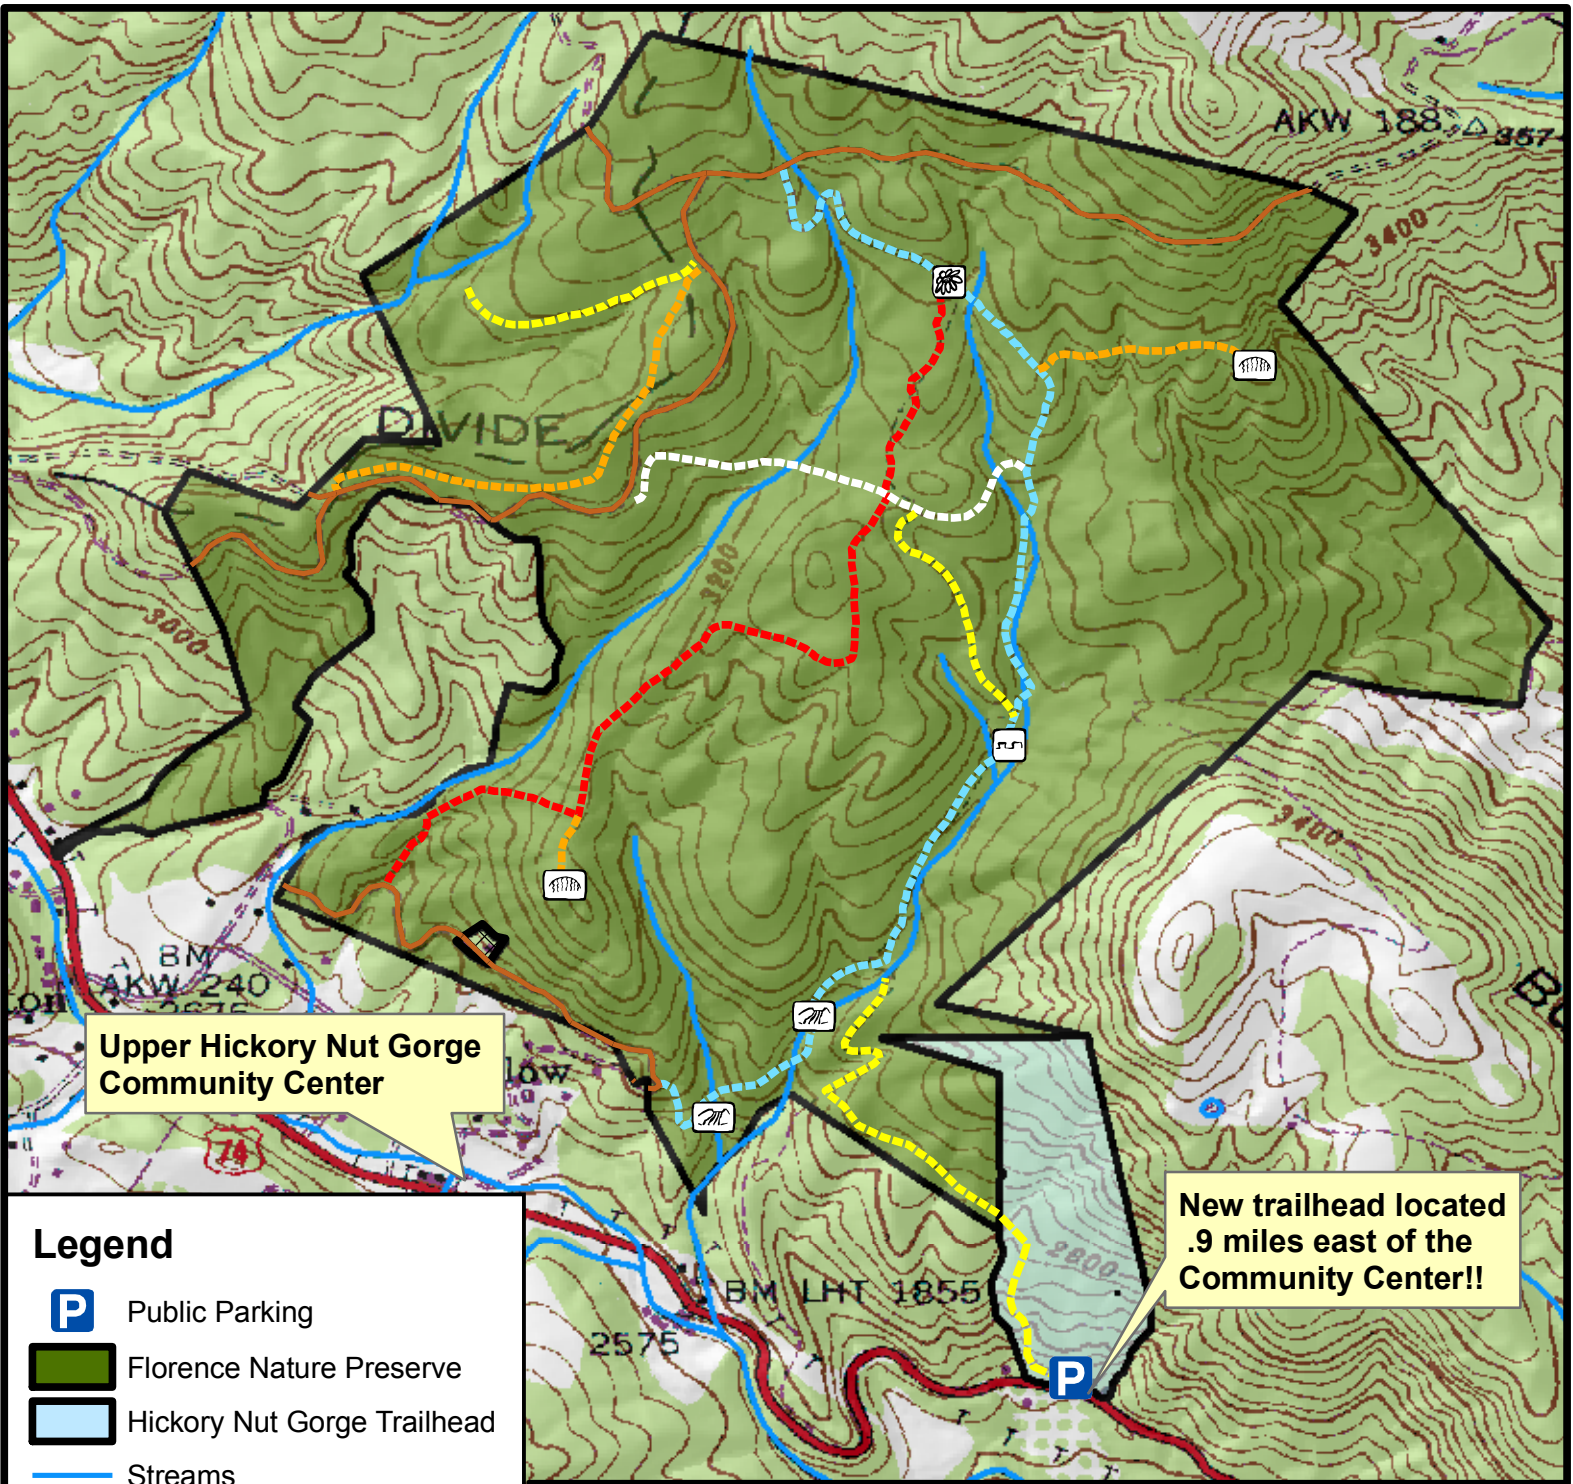 AKW 188
3400
DIVIDE
3200
3000
3400
BM
AKW 240
2575
Upper Hickory Nut Gorge
Community Center
low
74
New trailhead located
.9 miles east of the
Community Center!!
2800
BM LHT 1855
2575
P
Legend
P Public Parking
Florence Nature Preserve
Hickory Nut Gorge Trailhead
Streams